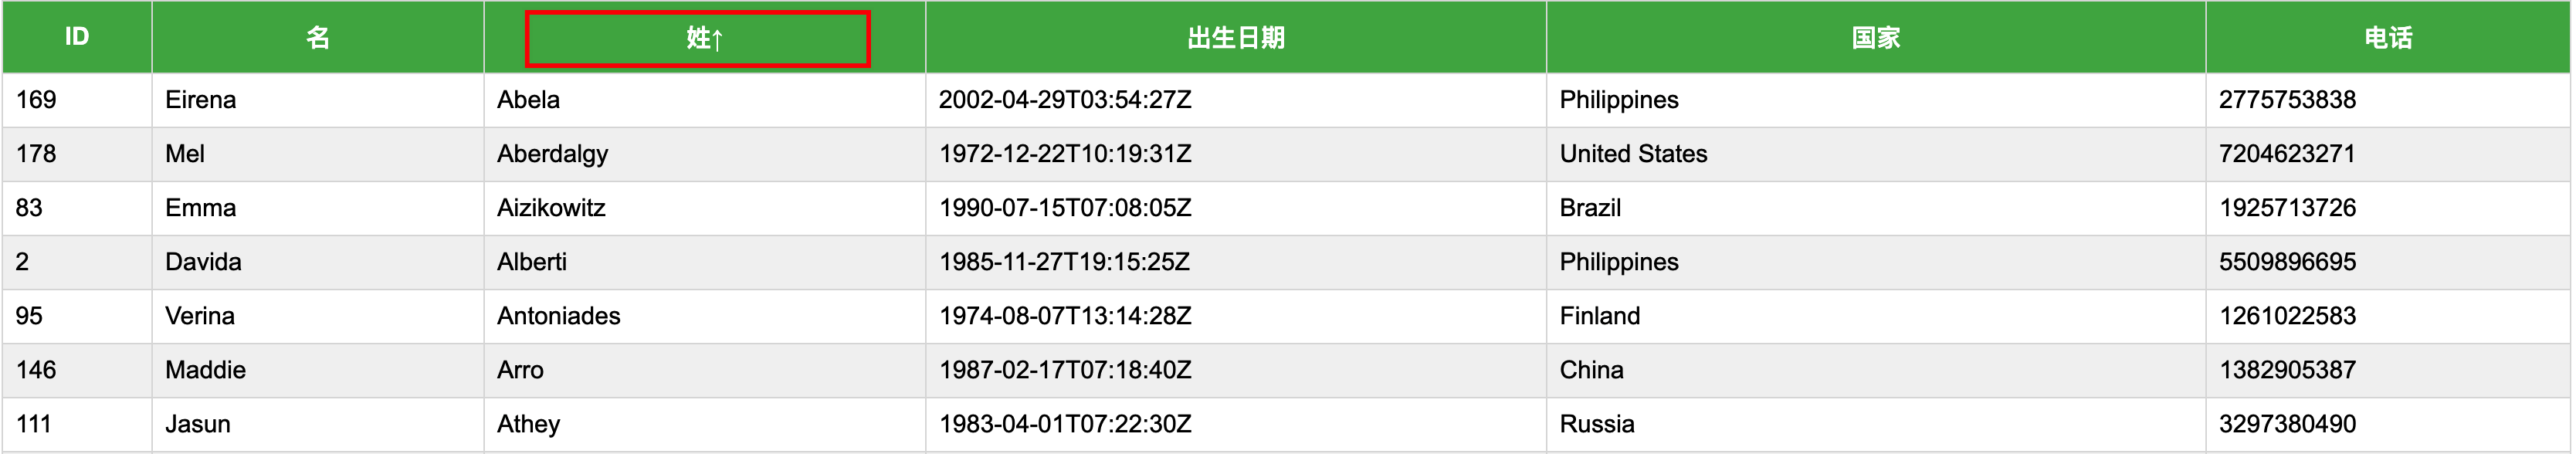 ID 名 姓↑ 出生日期 国家 电话
169 Eirena Abela 2002-04-29T03:54:27Z Philippines 2775753838
178 Mel Aberdalgy 1972-12-22T10:19:31Z United States 7204623271
83 Emma Aizikowitz 1990-07-15T07:08:05Z Brazil 1925713726
2 Davida Alberti 1985-11-27T19:15:25Z Philippines 5509896695
95 Verina Antoniades 1974-08-07T13:14:28Z Finland 1261022583
146 Maddie Arro 1987-02-17T07:18:40Z China 1382905387
111 Jasun Athey 1983-04-01T07:22:30Z Russia 3297380490